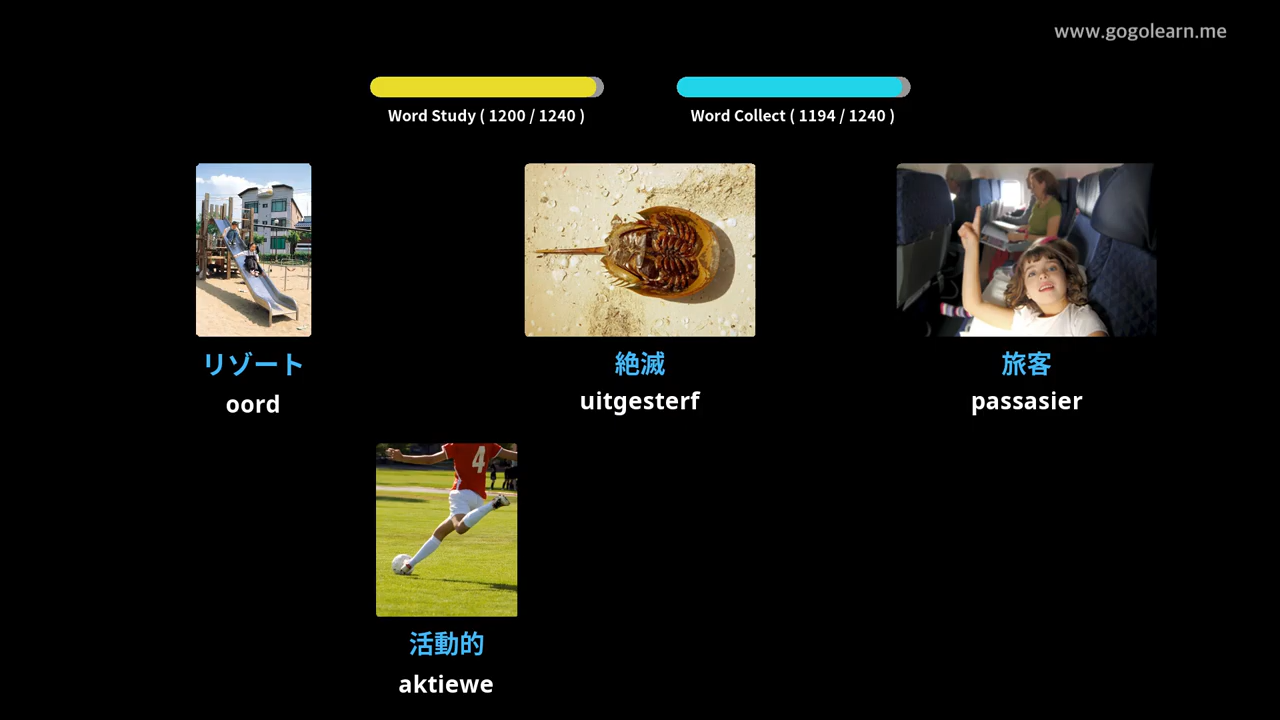 www.gogolearn.me
Word Study ( 1200 / 1240 )
Word Collect ( 1194 / 1240 )
リゾート
oord
絶滅
uitgesterf
旅客
passasier
4
活動的
aktiewe